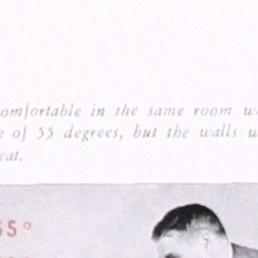 omfortable in the same room w
e of 55 degrees, but the walls u
eat.
55°